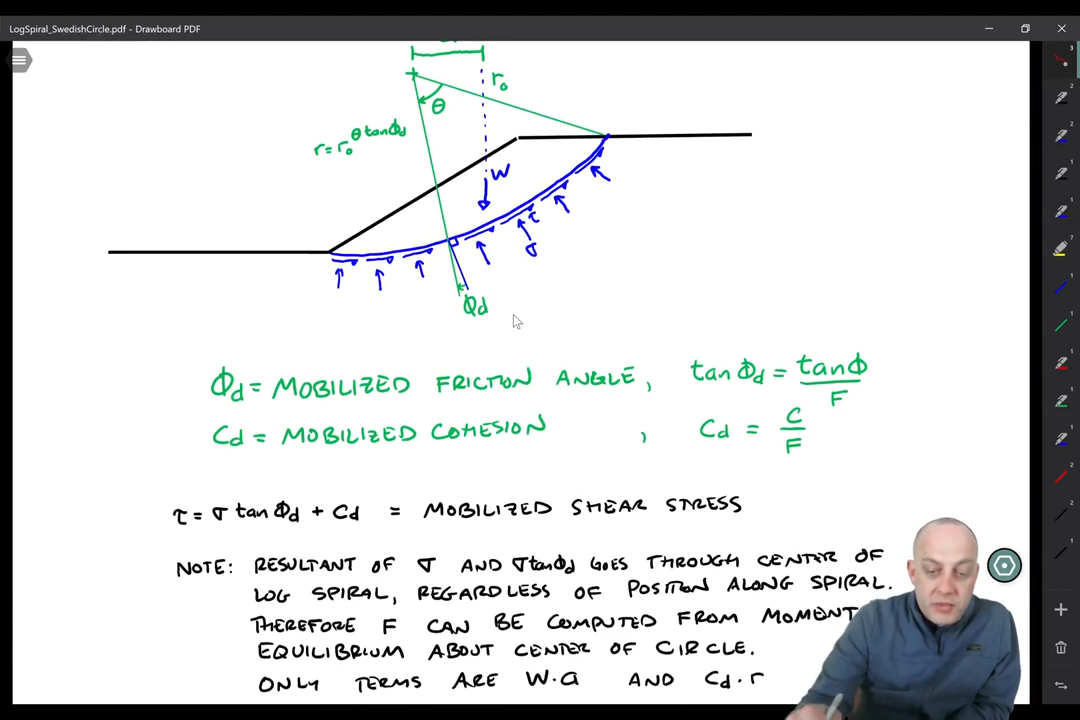 LogSpiral_SwedishCircle.pdf - Drawboard PDF
r₀
θ
r = r₀^θ tanΦd
W
τ
σ
Φd
Φd = MOBILIZED FRICTION ANGLE, tan Φd = tanΦ / F
Cd = MOBILIZED COHESION , Cd = C / F
τ = σ tan Φd + Cd = MOBILIZED SHEAR STRESS
NOTE: RESULTANT OF σ AND σtanΦd GOES THROUGH CENTER OF
LOG SPIRAL, REGARDLESS OF POSITION ALONG SPIRAL.
THEREFORE F CAN BE COMPUTED FROM MOMENT
EQUILIBRIUM ABOUT CENTER OF CIRCLE.
ONLY TERMS ARE W·a AND Cd·r